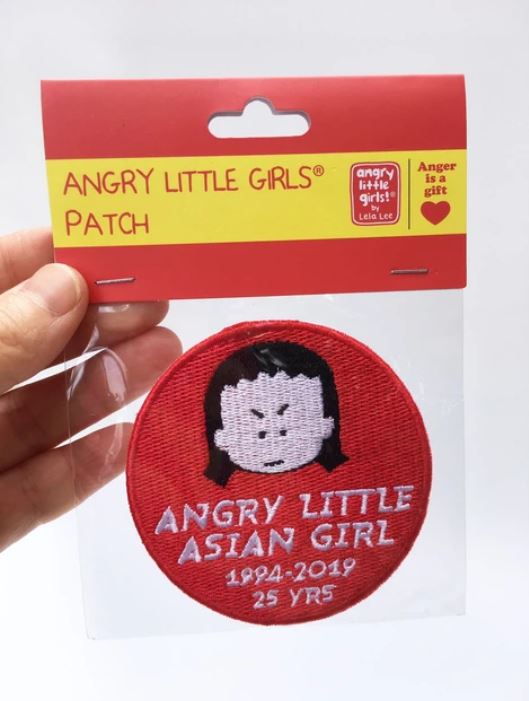 ANGRY LITTLE GIRLS®
PATCH
angry
little
girls!®
by
Lela Lee
Anger
is a
gift
ANGRY LITTLE
ASIAN GIRL
1994-2019
25 YRS